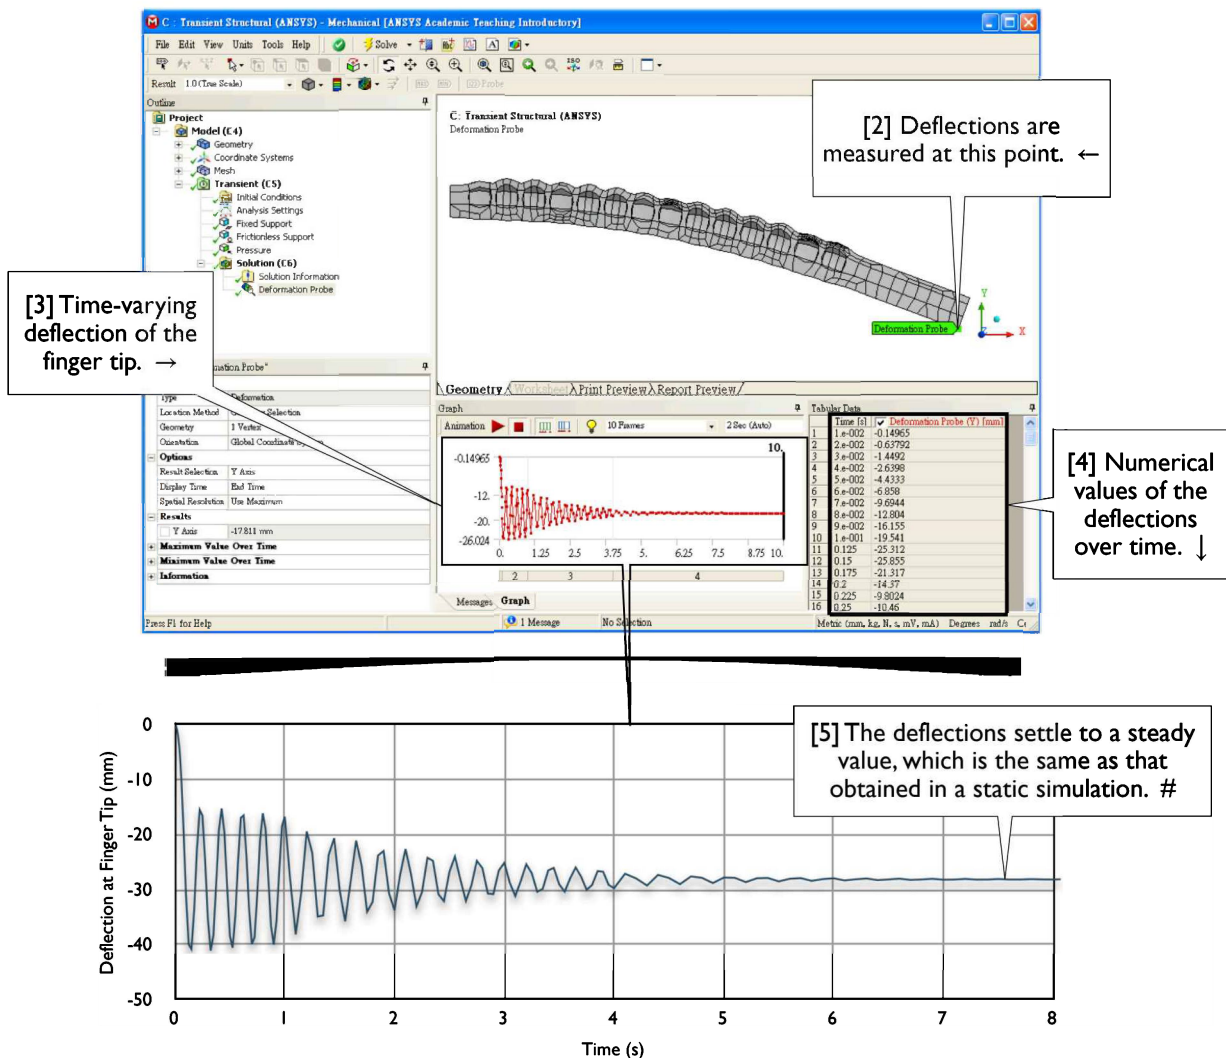 C : Transient Structural (ANSYS) - Mechanical [ANSYS Academic Teaching Introductory]
File Edit View Units Tools Help Solve
Result 1.0 (True Scale) Probe
Outline
Project
Model (C4)
Geometry
Coordinate Systems
Mesh
Transient (C5)
Initial Conditions
Analysis Settings
Fixed Support
Frictionless Support
Pressure
Solution (C6)
Solution Information
Deformation Probe
C: Transient Structural (ANSYS)
Deformation Probe
[2] Deflections are
measured at this point. ←
Deformation Probe
Y
Z
X
[3] Time-varying
deflection of the
finger tip. →
Probe"
Type Deformation
Location Method Selection
Geometry 1 Vertex
Orientation Global Coordinate
Options
Result Selection Y Axis
Display Time End Time
Spatial Resolution Use Maximum
Results
Y Axis -17.811 mm
Maximum Value Over Time
Minimum Value Over Time
Information
Geometry Worksheet Print Preview Report Preview
Graph
Animation 10 Frames 2 Sec (Auto)
10.
-0.14965
-12.
-20.
-26.024
0. 1.25 2.5 3.75 5. 6.25 7.5 8.75 10.
2 3 4
Messages Graph
Tabular Data
Time [s] Deformation Probe (Y) [mm]
1 1.e-002 -0.14965
2 2.e-002 -0.63792
3 3.e-002 -1.4492
4 4.e-002 -2.6398
5 5.e-002 -4.4333
6 6.e-002 -6.858
7 7.e-002 -9.6944
8 8.e-002 -12.804
9 9.e-002 -16.155
10 1.e-001 -19.541
11 0.125 -25.312
12 0.15 -25.855
13 0.175 -21.317
14 0.2 -14.37
15 0.225 -9.8024
16 0.25 -10.46
[4] Numerical
values of the
deflections
over time. ↓
Press F1 for Help 1 Message No Selection Metric (mm, kg, N, s, mV, mA) Degrees rad/s
[5] The deflections settle to a steady
value, which is the same as that
obtained in a static simulation. #
Deflection at Finger Tip (mm)
0
-10
-20
-30
-40
-50
0 1 2 3 4 5 6 7 8
Time (s)